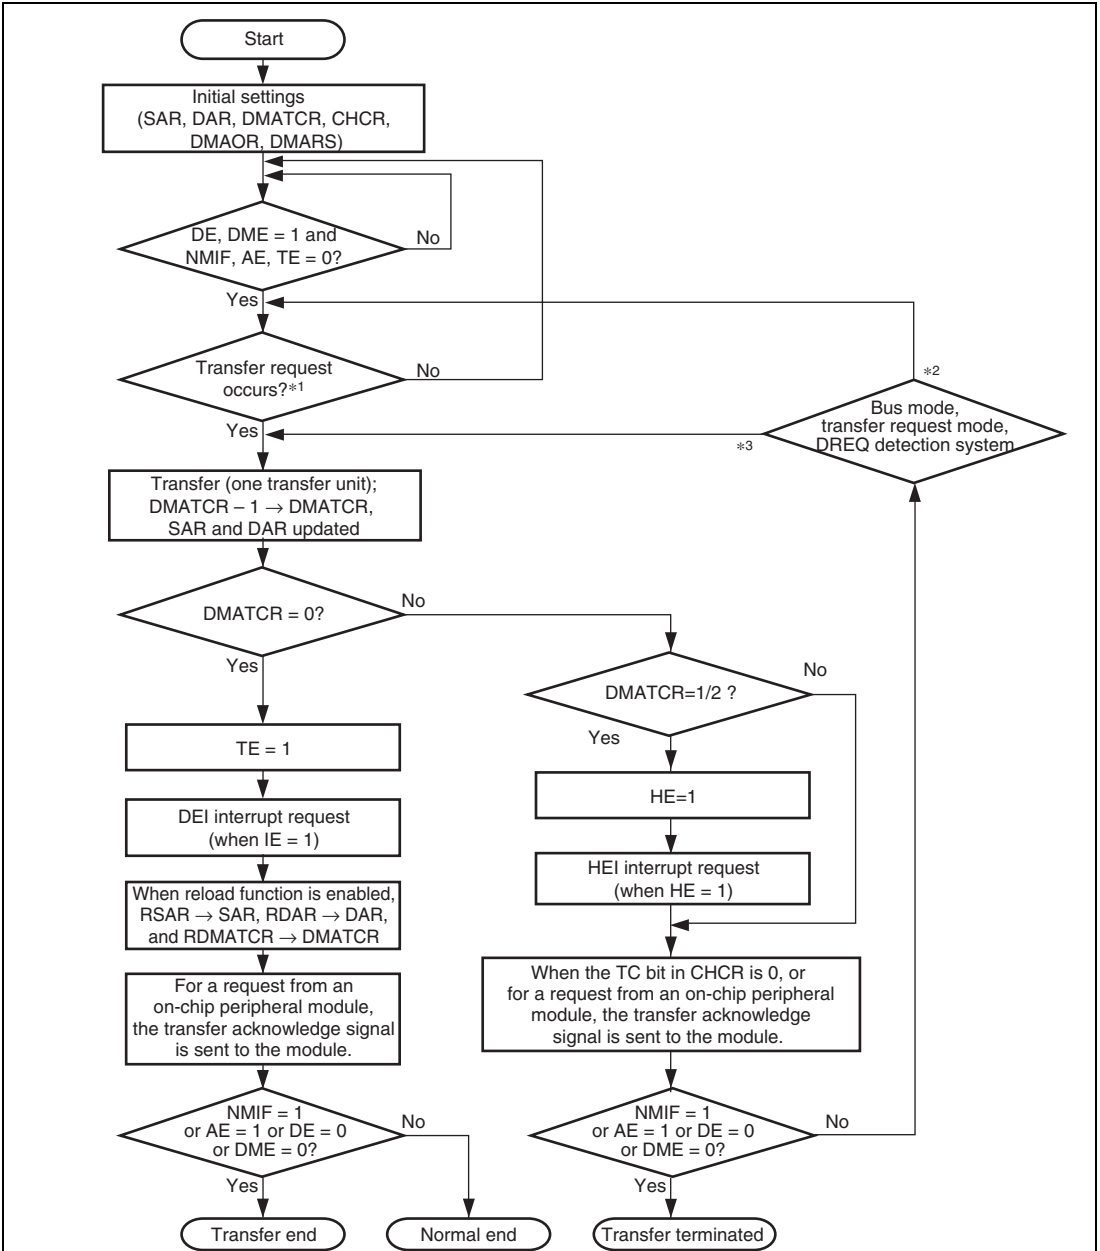 Start
Initial settings
(SAR, DAR, DMATCR, CHCR,
DMAOR, DMARS)
DE, DME = 1 and
NMIF, AE, TE = 0?
No
Yes
Transfer request
occurs?*1
No
Yes
*2
Bus mode,
transfer request mode,
DREQ detection system
*3
Transfer (one transfer unit);
DMATCR – 1 → DMATCR,
SAR and DAR updated
DMATCR = 0?
No
Yes
DMATCR=1/2 ?
No
Yes
TE = 1
HE=1
DEI interrupt request
(when IE = 1)
HEI interrupt request
(when HE = 1)
When reload function is enabled,
RSAR → SAR, RDAR → DAR,
and RDMATCR → DMATCR
For a request from an
on-chip peripheral module,
the transfer acknowledge signal
is sent to the module.
When the TC bit in CHCR is 0, or
for a request from an on-chip peripheral
module, the transfer acknowledge
signal is sent to the module.
NMIF = 1
or AE = 1 or DE = 0
or DME = 0?
No
Yes
NMIF = 1
or AE = 1 or DE = 0
or DME = 0?
No
Yes
Transfer end
Normal end
Transfer terminated